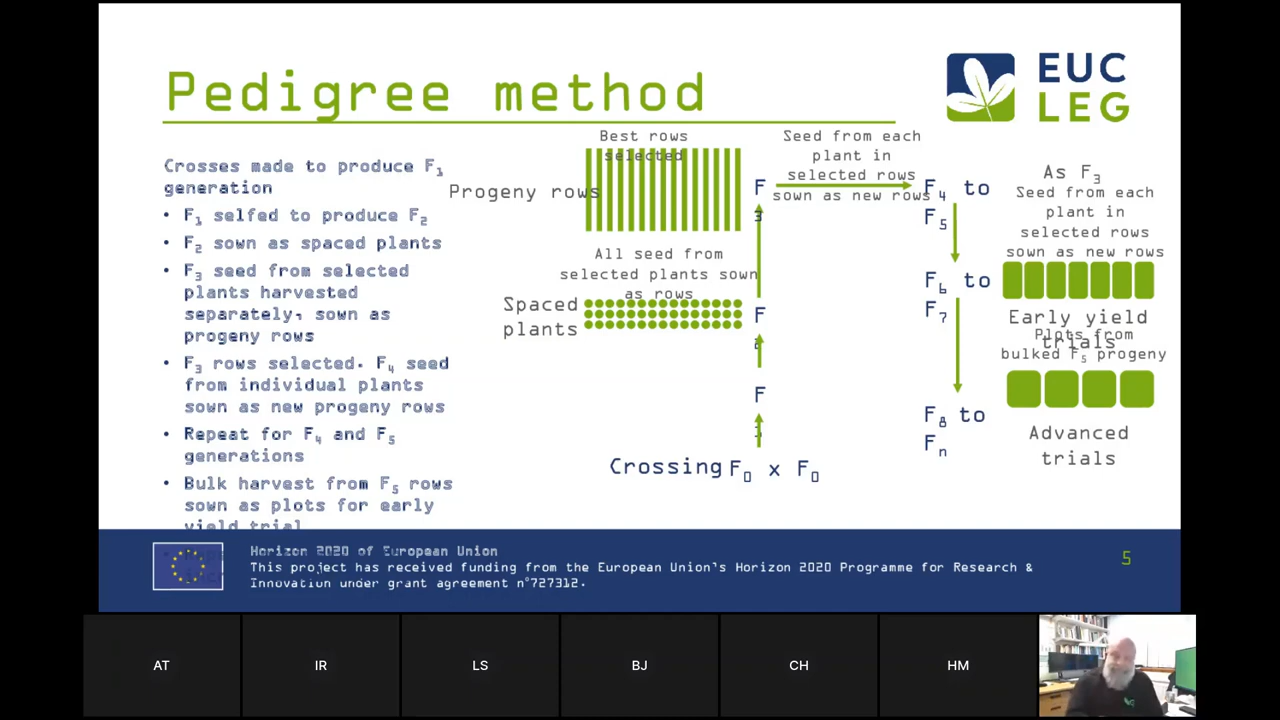 Pedigree method
EUC
LEG
Crosses made to produce F₁
generation
• F₁ selfed to produce F₂
• F₂ sown as spaced plants
• F₃ seed from selected
plants harvested
separately, sown as
progeny rows
• F₃ rows selected. F₄ seed
from individual plants
sown as new progeny rows
• Repeat for F₄ and F₅
generations
• Bulk harvest from F₅ rows
sown as plots for early
yield trial
Best rows
selected
Progeny rows
All seed from
selected plants sown
as rows
Spaced
plants
F
3
F
F
Crossing F₀ x F₀
Seed from each
plant in
selected rows
sown as new rows
F₄ to
F₅
F₆ to
F₇
F₈ to
Fₙ
As F₃
Seed from each
plant in
selected rows
sown as new rows
Early yield
trials
Plots from
bulked F₅ progeny
Advanced
trials
Horizon 2020 of European Union
This project has received funding from the European Union's Horizon 2020 Programme for Research &
Innovation under grant agreement n°727312.
5
AT
IR
LS
BJ
CH
HM